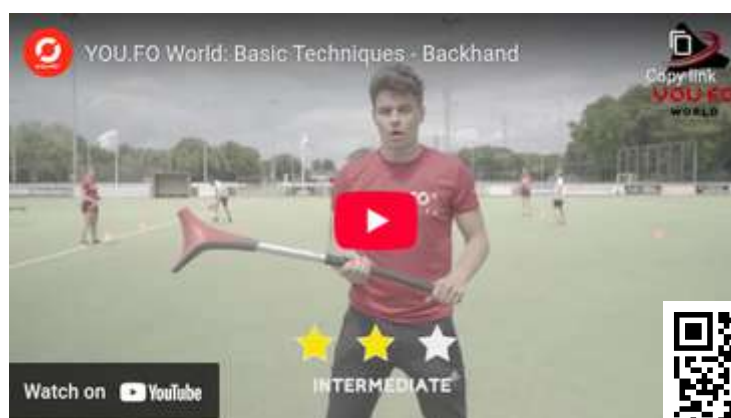 YOU.FO World: Basic Techniques - Backhand
Copy link
YOU.FO
WORLD
INTERMEDIATE
Watch on YouTube